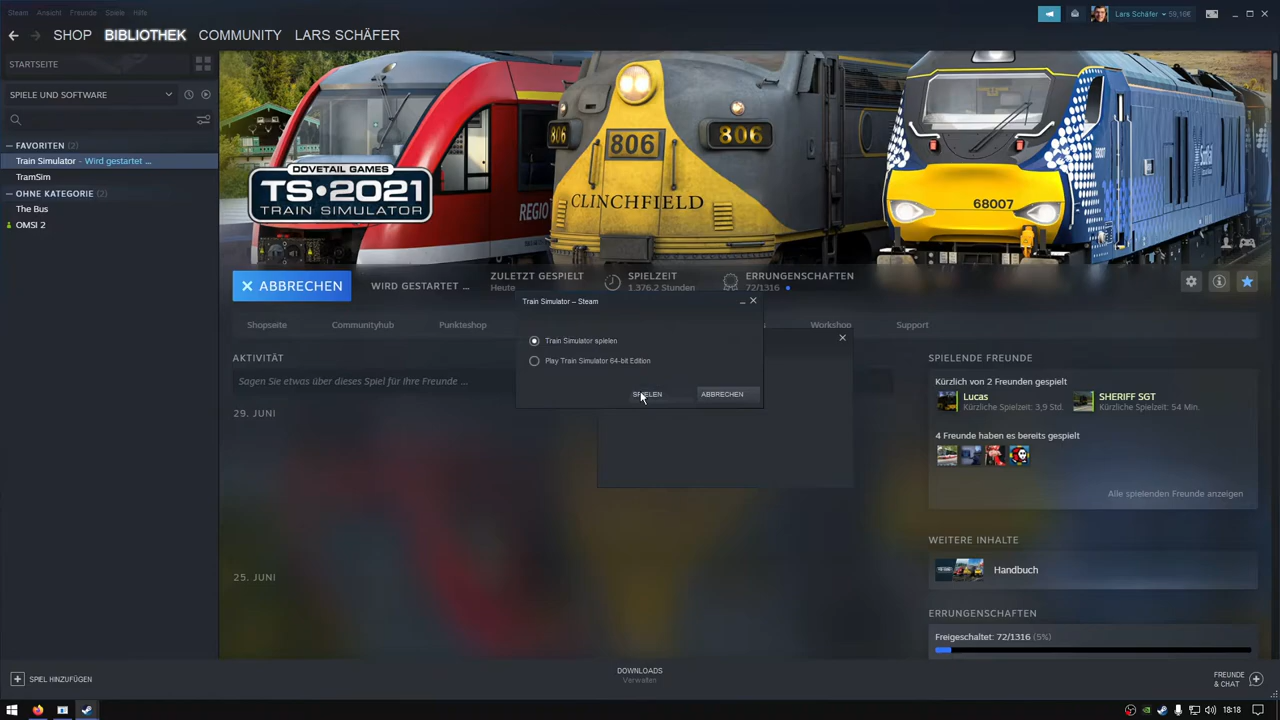 Steam Ansicht Freunde Spiele Hilfe
Lars Schäfer 59,16€
SHOP BIBLIOTHEK COMMUNITY LARS SCHÄFER
STARTSEITE
SPIELE UND SOFTWARE
FAVORITEN (2)
Train Simulator - Wird gestartet ...
TramSim
OHNE KATEGORIE (2)
The Bus
OMSI 2
DOVETAIL GAMES
TS·2021
TRAIN SIMULATOR
REGIO
806
806
806
CLINCHFIELD
68007
68007
ABBRECHEN
WIRD GESTARTET ...
ZULETZT GESPIELT
Heute
SPIELZEIT
1.376,2 Stunden
ERRUNGENSCHAFTEN
72/1316
Train Simulator – Steam
Train Simulator spielen
Play Train Simulator 64-bit Edition
SPIELEN
ABBRECHEN
Shopseite Communityhub Punkteshop Workshop Support
AKTIVITÄT
Sagen Sie etwas über dieses Spiel für Ihre Freunde ...
29. JUNI
25. JUNI
SPIELENDE FREUNDE
Kürzlich von 2 Freunden gespielt
Lucas
Kürzliche Spielzeit: 3,9 Std.
SHERIFF SGT
Kürzliche Spielzeit: 54 Min.
4 Freunde haben es bereits gespielt
Alle spielenden Freunde anzeigen
WEITERE INHALTE
Handbuch
ERRUNGENSCHAFTEN
Freigeschaltet: 72/1316 (5%)
SPIEL HINZUFÜGEN
DOWNLOADS
Verwalten
FREUNDE
& CHAT
18:18